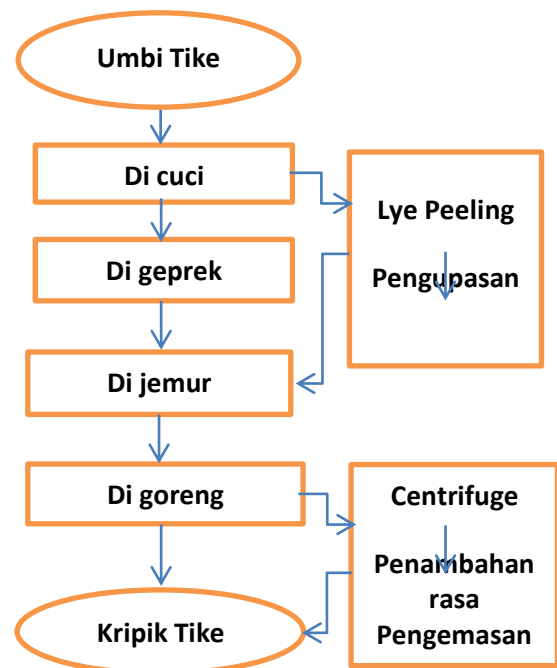 Umbi Tike
Di cuci
Lye Peeling
Di geprek
Pengupasan
Di jemur
Di goreng
Centrifuge
Penambahan
rasa
Pengemasan
Kripik Tike